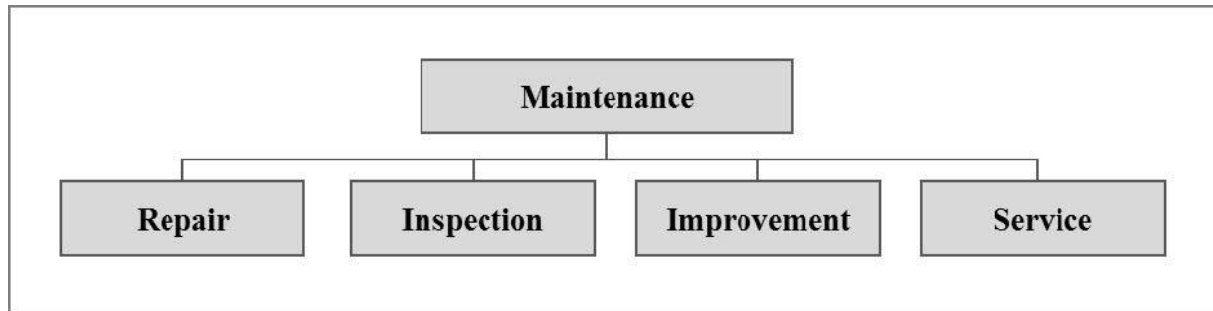 Maintenance
Repair
Inspection
Improvement
Service